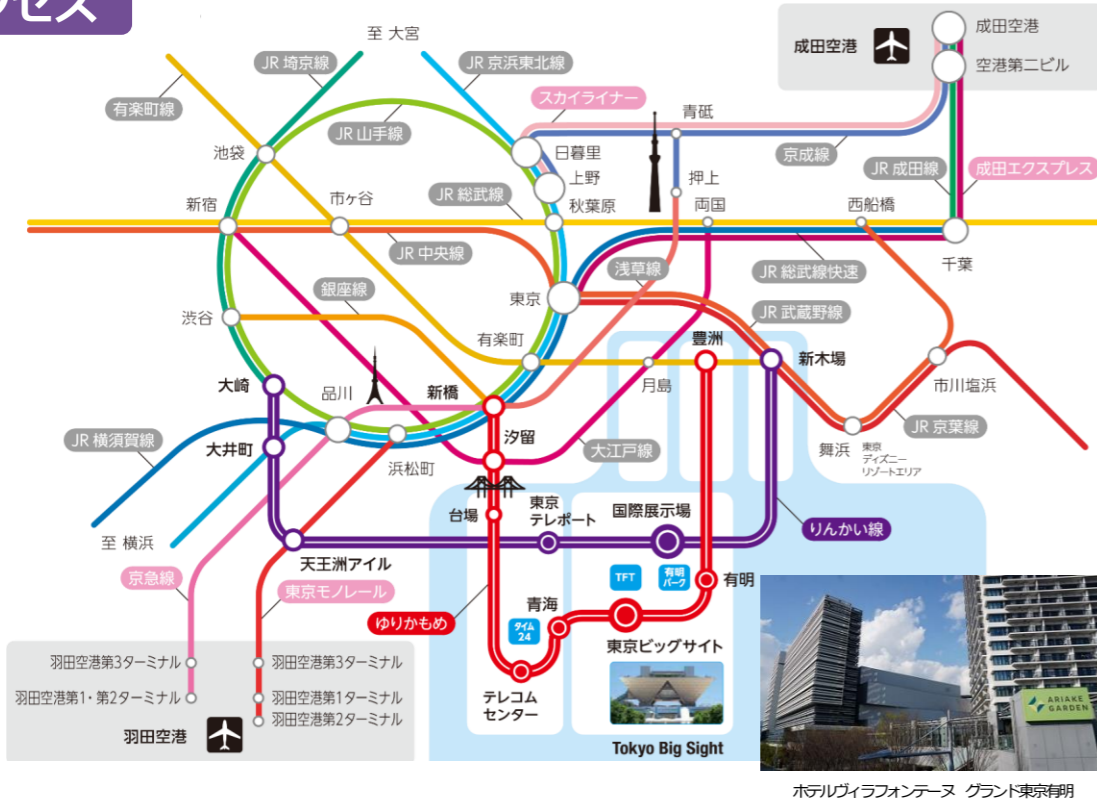 クセス
至 大宮
JR 埼京線
JR 京浜東北線
有楽町線
スカイライナー
JR 山手線
青砥
成田空港
成田空港
空港第二ビル
池袋
日暮里
京成線
JR 成田線
成田エクスプレス
上野
押上
新宿
市ヶ谷
JR 総武線
秋葉原
両国
西船橋
JR 中央線
千葉
浅草線
JR 総武線快速
銀座線
東京
渋谷
JR 武蔵野線
有楽町
豊洲
新木場
大崎
品川
新橋
月島
市川塩浜
JR 横須賀線
大井町
浜松町
汐留
大江戸線
舞浜
東京
ディズニー
リゾートエリア
JR 京葉線
台場
東京
テレポート
国際展示場
りんかい線
至 横浜
天王洲アイル
京急線
東京モノレール
TFT
有明
パーク
有明
ゆりかもめ
青海
タイム
24
東京ビッグサイト
羽田空港第3ターミナル
羽田空港第3ターミナル
羽田空港第1・第2ターミナル
羽田空港第1ターミナル
羽田空港第2ターミナル
羽田空港
テレコム
センター
Tokyo Big Sight
ARIAKE
GARDEN
ホテルヴィラフォンテーヌ グランド東京有明